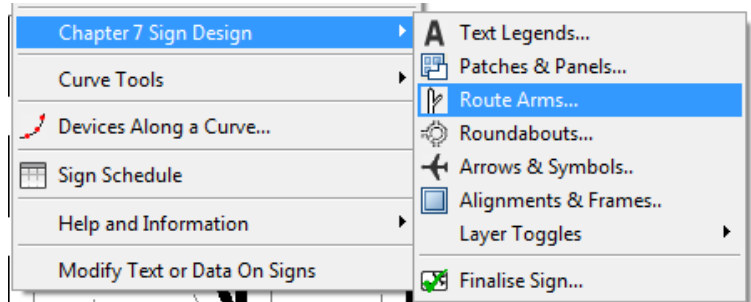 Chapter 7 Sign Design
Curve Tools
Devices Along a Curve...
Sign Schedule
Help and Information
Modify Text or Data On Signs
A Text Legends...
Patches & Panels...
Route Arms...
Roundabouts...
Arrows & Symbols..
Alignments & Frames..
Layer Toggles
Finalise Sign...